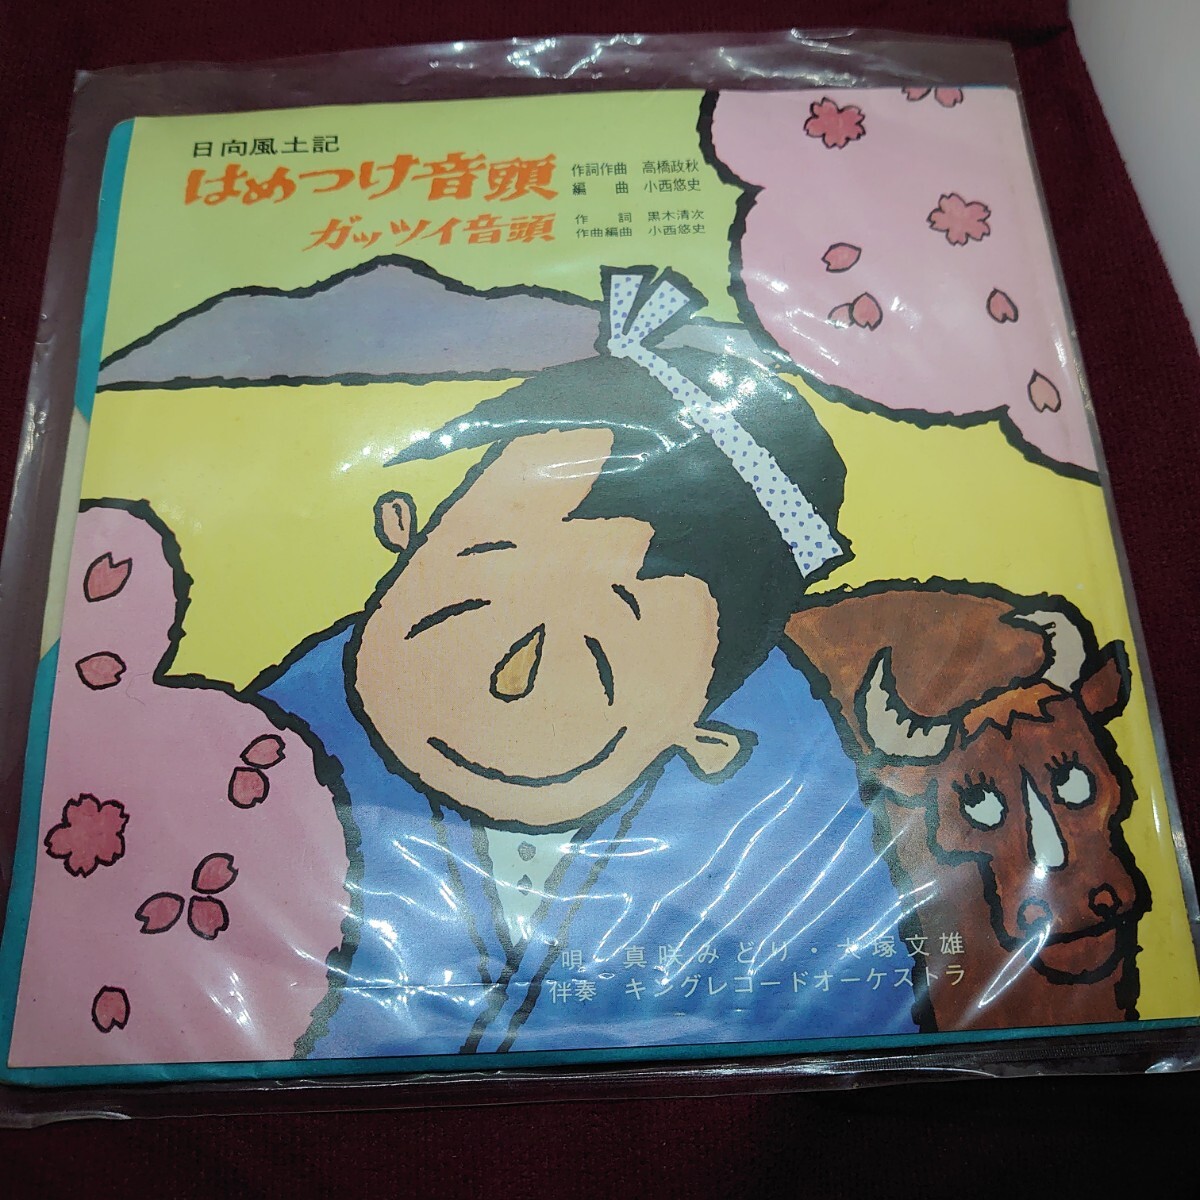 日向風土記
はめつけ音頭
作詞作曲 高橋政秋
編 曲 小西悠史
ガッツイ音頭
作 詞 黒木清次
作曲編曲 小西悠史
唄 真咲みどり・大塚文雄
伴奏 キングレコードオーケストラ